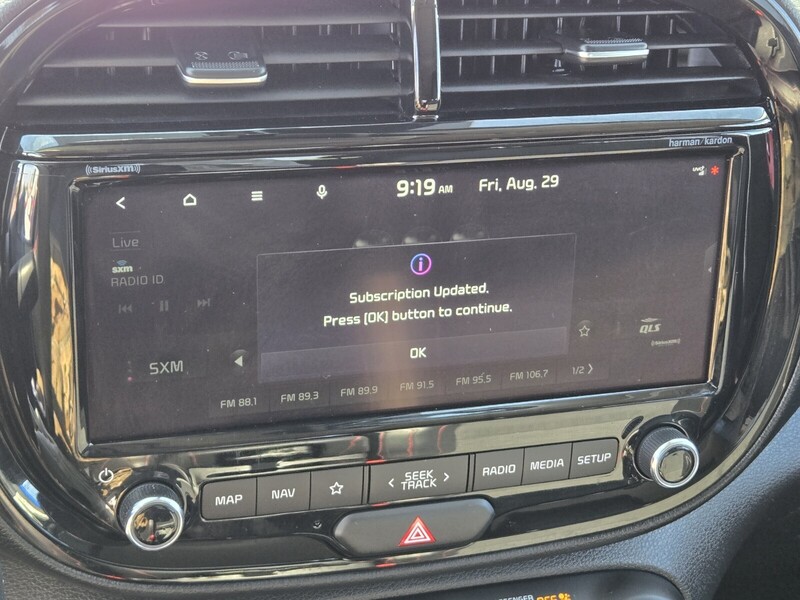 SiriusXM
harman/kardon
9:19 AM
Fri, Aug. 29
Live
sxm
RADIO ID
i
Subscription Updated.
Press [OK] button to continue.
OK
SXM
QLS
FM 88.1
FM 89.3
FM 89.9
FM 91.5
FM 95.5
FM 106.7
1/2
MAP
NAV
SEEK
TRACK
RADIO
MEDIA
SETUP